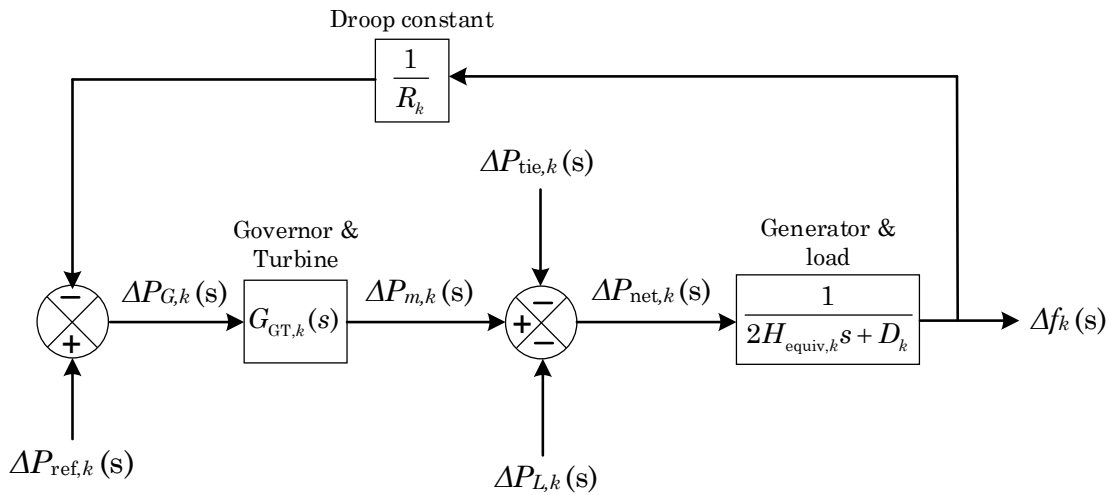 Droop constant
1
R_k
ΔP_tie,k (s)
Governor &
Turbine
Generator &
load
ΔP_G,k (s)
G_GT,k (s)
ΔP_m,k (s)
ΔP_net,k (s)
1
2H_equiv,k s + D_k
Δf_k (s)
−
+
−
+
−
ΔP_ref,k (s)
ΔP_L,k (s)